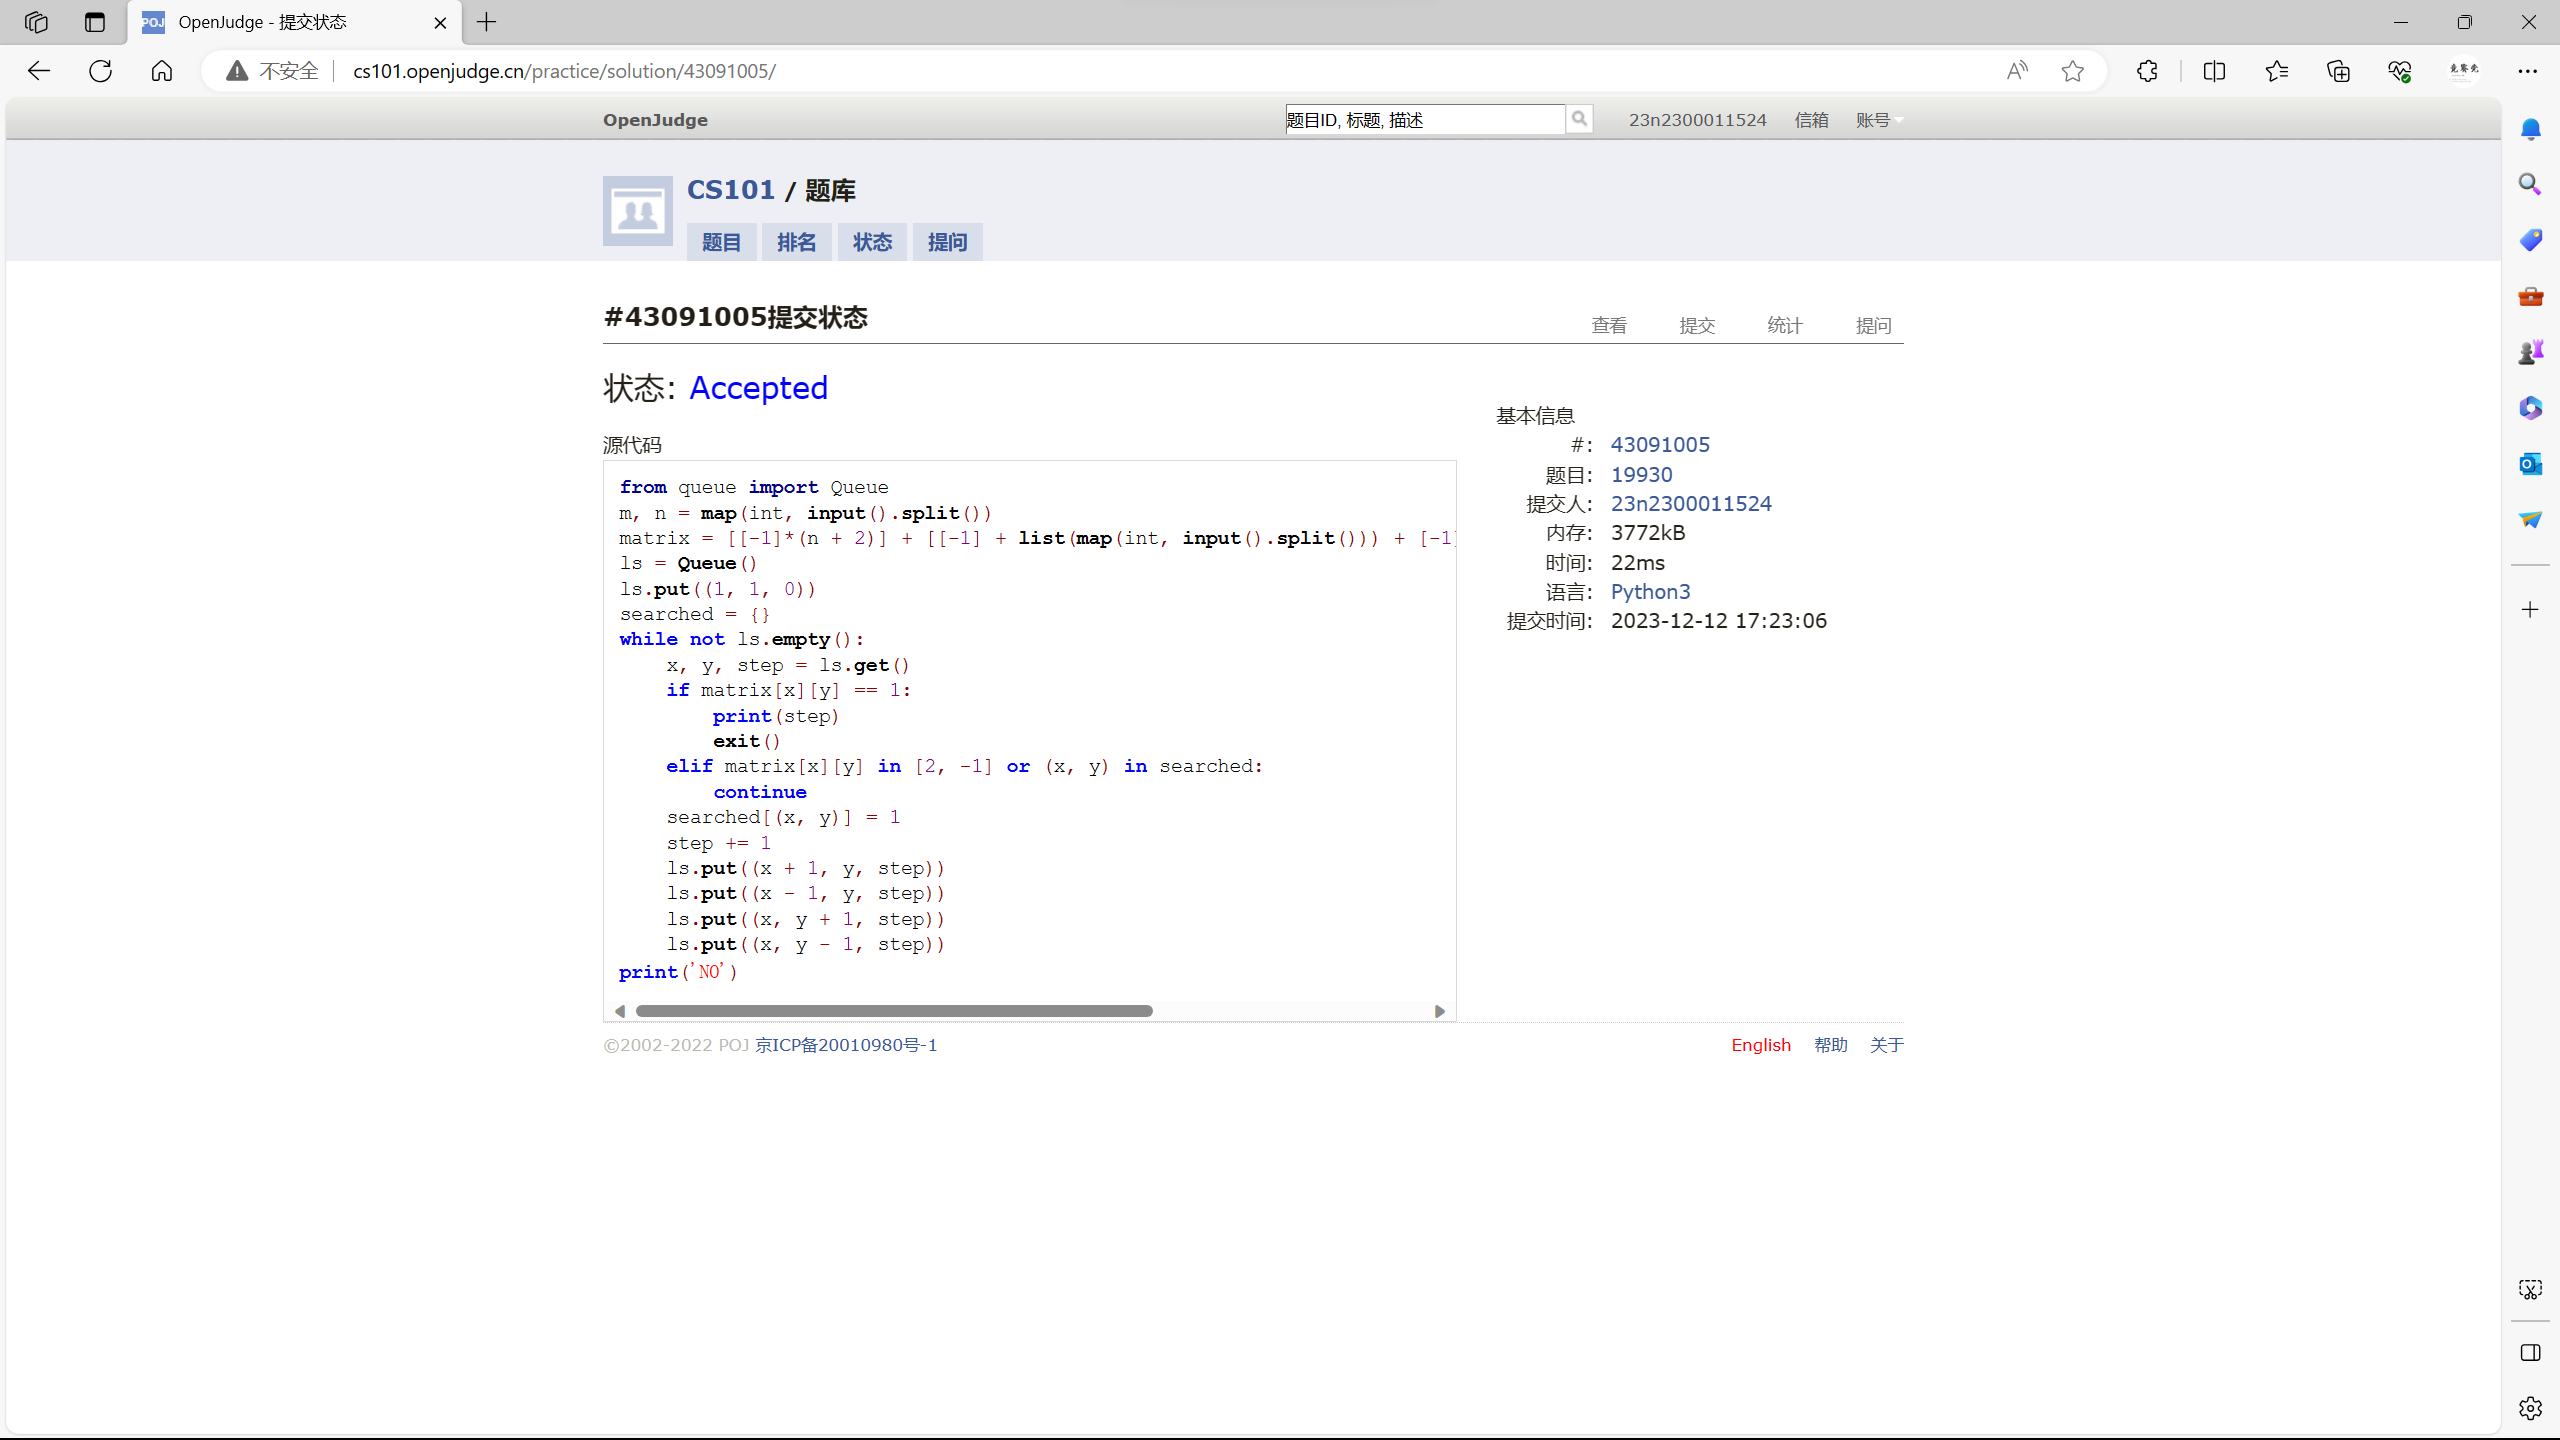 OpenJudge - 提交状态
不安全
cs101.openjudge.cn/practice/solution/43091005/
OpenJudge
题目ID, 标题, 描述
23n2300011524 信箱 账号
CS101 / 题库
题目 排名 状态 提问
#43091005提交状态
查看 提交 统计 提问
状态: Accepted
源代码
from queue import Queue
m, n = map(int, input().split())
matrix = [[-1]*(n + 2)] + [[-1] + list(map(int, input().split())) + [-1]
ls = Queue()
ls.put((1, 1, 0))
searched = {}
while not ls.empty():
    x, y, step = ls.get()
    if matrix[x][y] == 1:
        print(step)
        exit()
    elif matrix[x][y] in [2, -1] or (x, y) in searched:
        continue
    searched[(x, y)] = 1
    step += 1
    ls.put((x + 1, y, step))
    ls.put((x - 1, y, step))
    ls.put((x, y + 1, step))
    ls.put((x, y - 1, step))
print('NO')
基本信息
#: 43091005
题目: 19930
提交人: 23n2300011524
内存: 3772kB
时间: 22ms
语言: Python3
提交时间: 2023-12-12 17:23:06
©2002-2022 POJ 京ICP备20010980号-1
English 帮助 关于